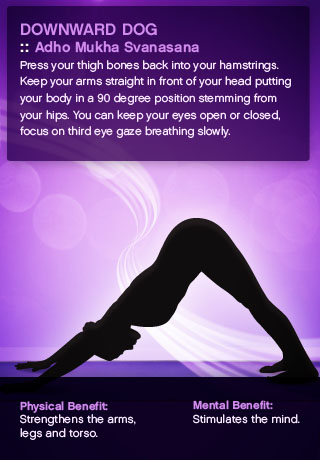 DOWNWARD DOG
:: Adho Mukha Svanasana
Press your thigh bones back into your hamstrings.
Keep your arms straight in front of your head putting
your body in a 90 degree position stemming from
your hips. You can keep your eyes open or closed,
focus on third eye gaze breathing slowly.
Physical Benefit:
Strengthens the arms,
legs and torso.
Mental Benefit:
Stimulates the mind.